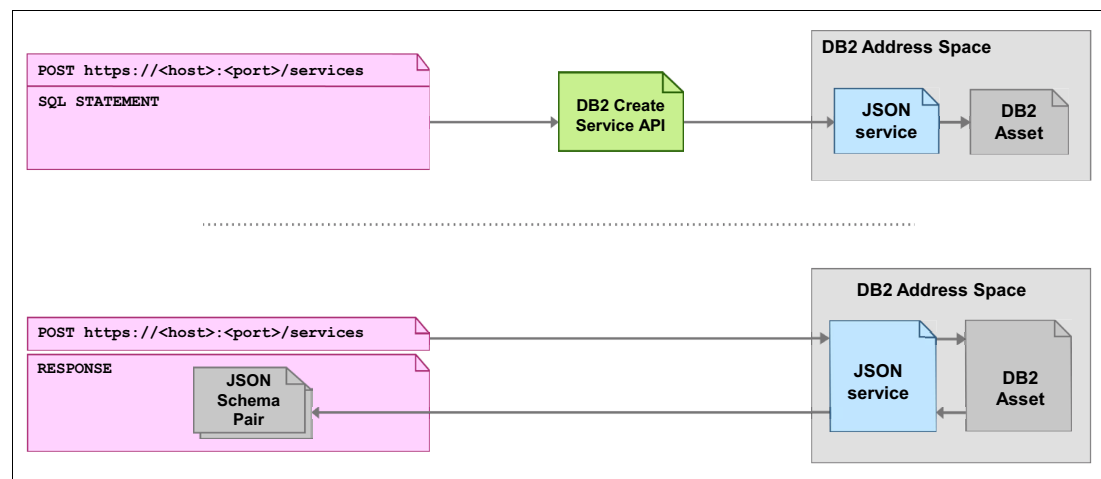 POST https://<host>:<port>/services
SQL STATEMENT
DB2 Create
Service API
DB2 Address Space
JSON
service
DB2
Asset
DB2 Address Space
POST https://<host>:<port>/services
RESPONSE
JSON
Schema
Pair
JSON
service
DB2
Asset